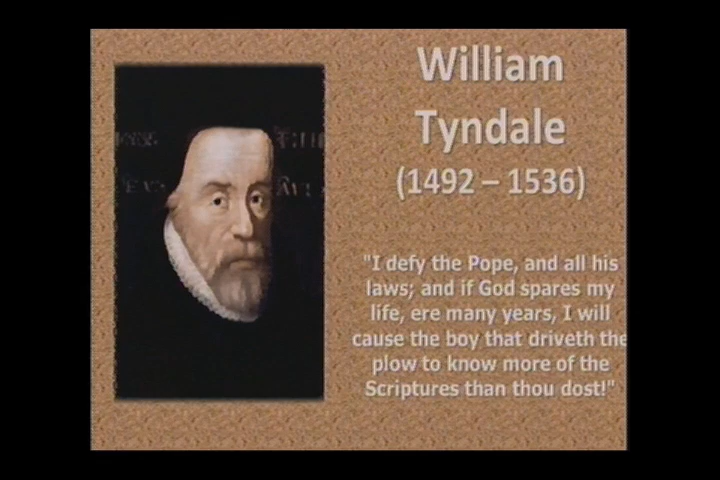 William
Tyndale
(1492 – 1536)
"I defy the Pope, and all his
laws; and if God spares my
life, ere many years, I will
cause the boy that driveth the
plow to know more of the
Scriptures than thou dost!"